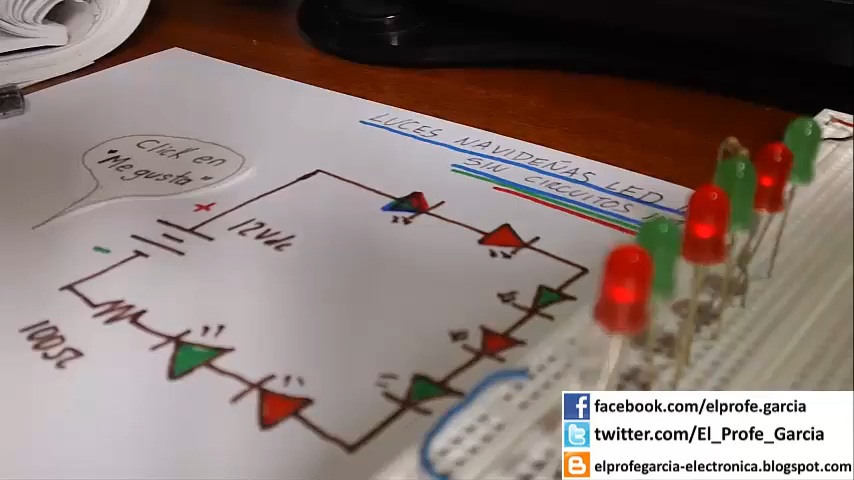 LUCES NAVIDEÑAS LED
SIN CIRCUITOS
Click en
"Me gusta"
+
12Vdc
-
100Ω
facebook.com/elprofe.garcia
twitter.com/El_Profe_Garcia
elprofegarcia-electronica.blogspot.com